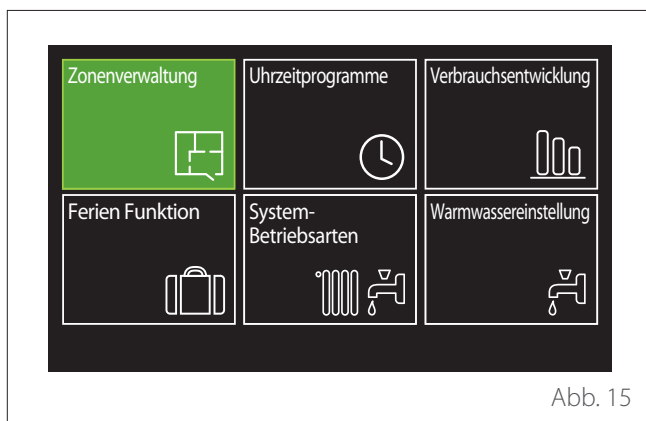 Zonenverwaltung
Uhrzeitprogramme
Verbrauchsentwicklung
Ferien Funktion
System-
Betriebsarten
Warmwassereinstellung
Abb. 15